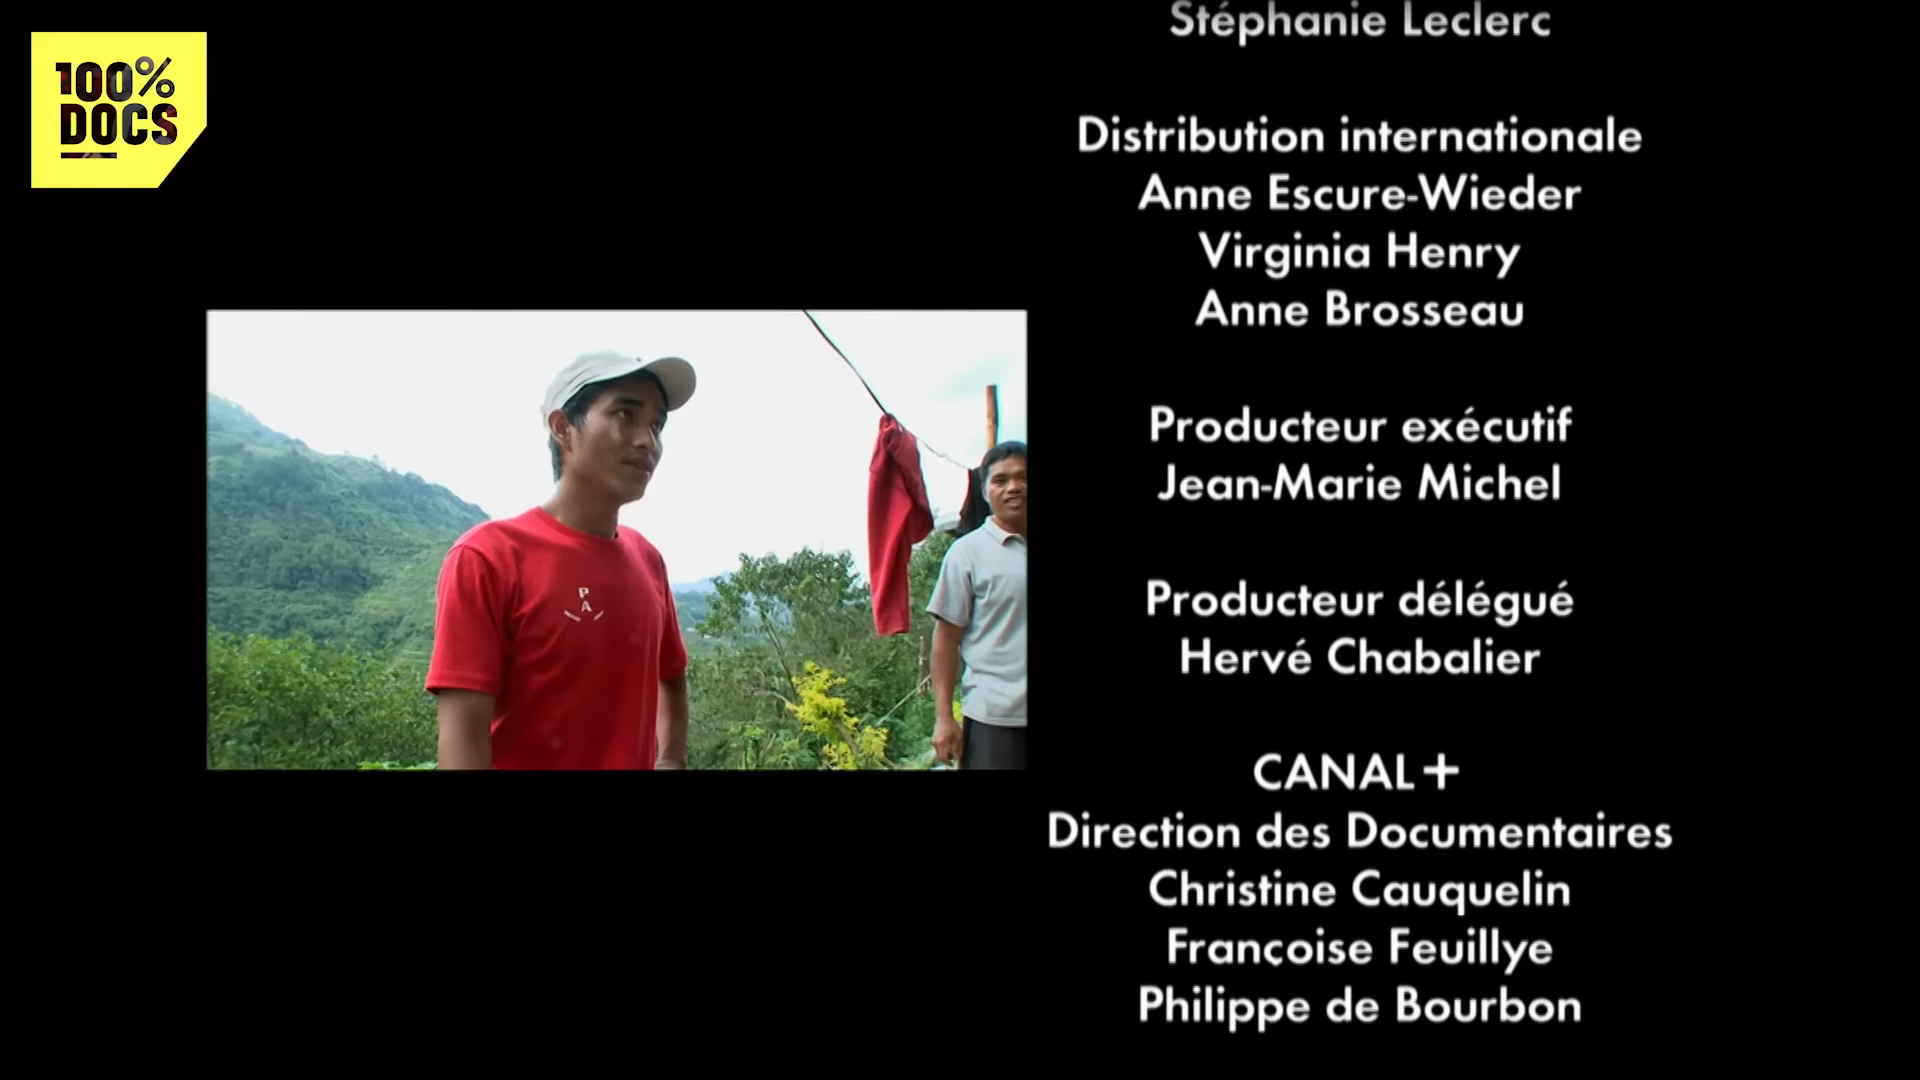 100%
DOCS
Stéphanie Leclerc
Distribution internationale
Anne Escure-Wieder
Virginia Henry
Anne Brosseau
Producteur exécutif
Jean-Marie Michel
Producteur délégué
Hervé Chabalier
CANAL+
Direction des Documentaires
Christine Cauquelin
Françoise Feuillye
Philippe de Bourbon
P
A